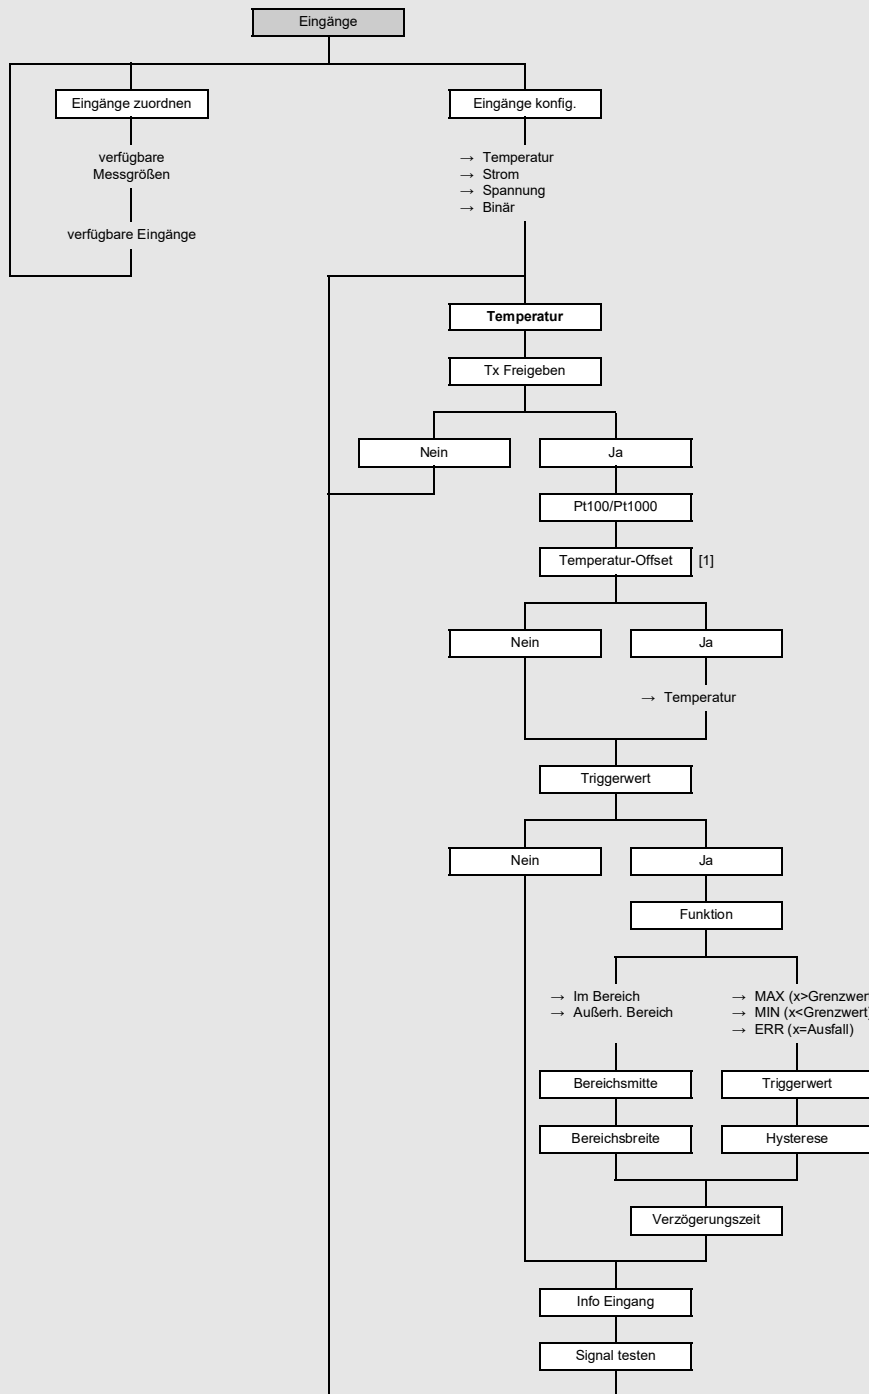 Eingänge
Eingänge zuordnen
Eingänge konfig.
verfügbare
Messgrößen
→ Temperatur
→ Strom
→ Spannung
→ Binär
verfügbare Eingänge
Temperatur
Tx Freigeben
Nein
Ja
Pt100/Pt1000
Temperatur-Offset [1]
Nein
Ja
→ Temperatur
Triggerwert
Nein
Ja
Funktion
→ Im Bereich
→ Außerh. Bereich
→ MAX (x>Grenzwert
→ MIN (x<Grenzwert)
→ ERR (x=Ausfall)
Bereichsmitte
Triggerwert
Bereichsbreite
Hysterese
Verzögerungszeit
Info Eingang
Signal testen